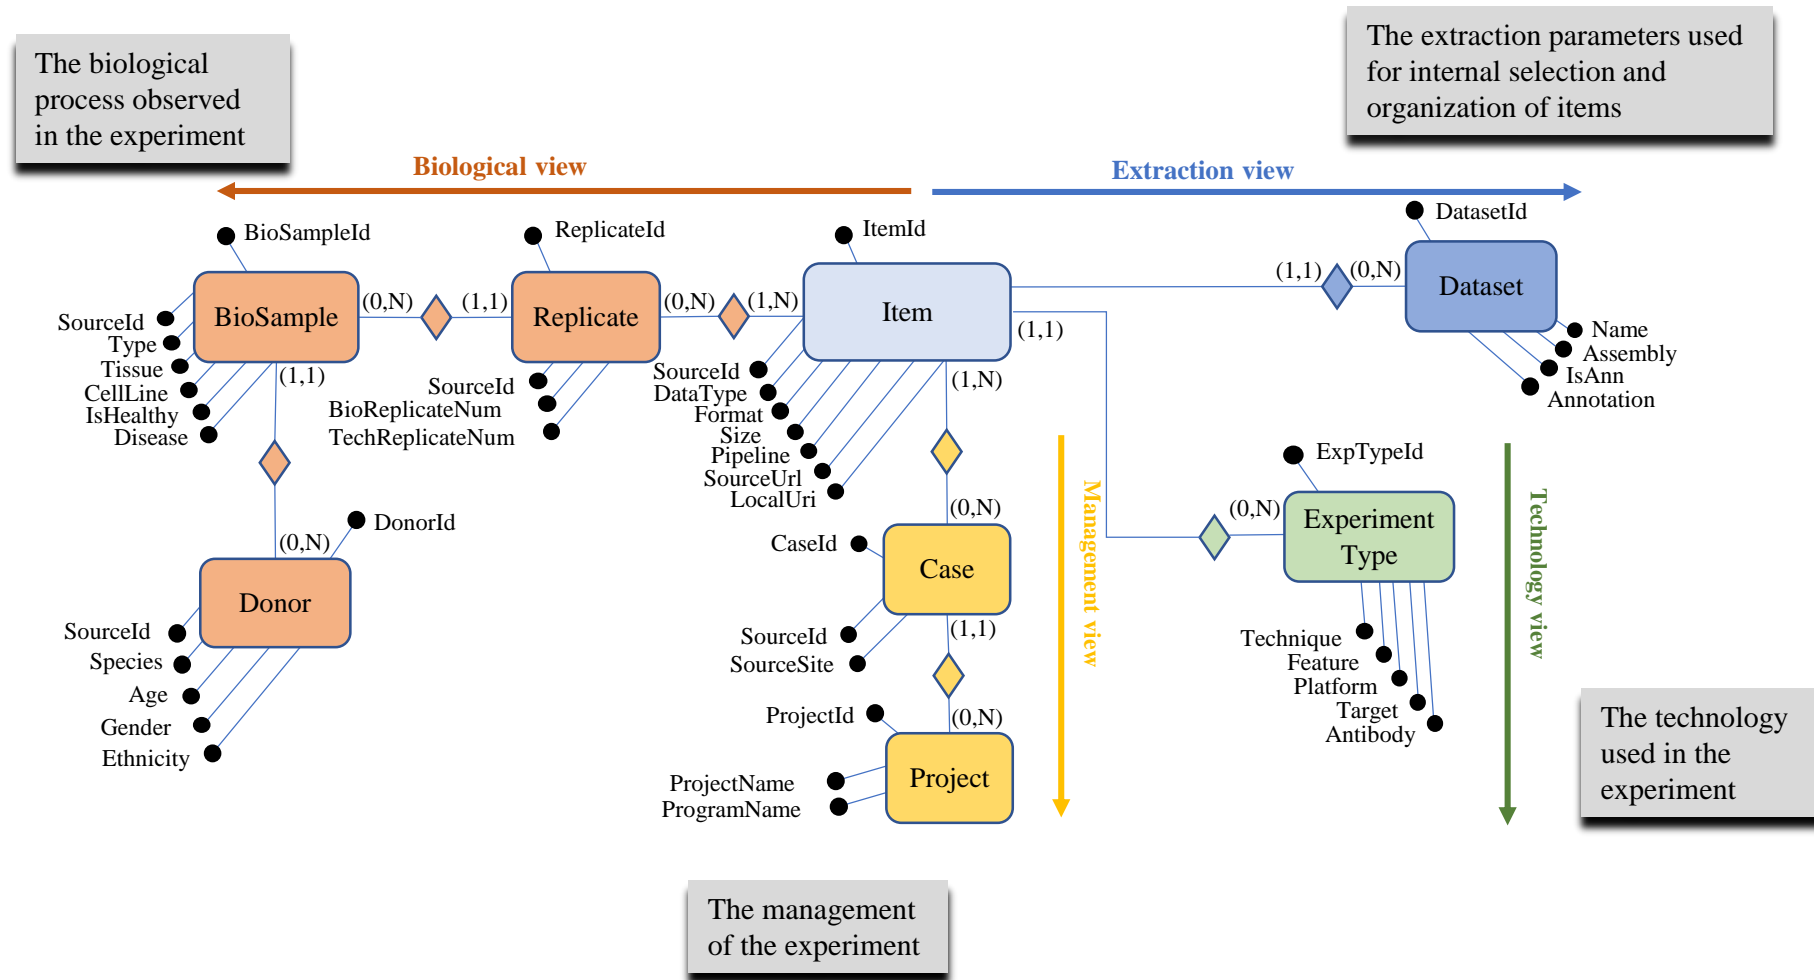 The biological
process observed
in the experiment
The extraction parameters used
for internal selection and
organization of items
Biological view
Extraction view
BioSampleId
ReplicateId
ItemId
DatasetId
BioSample
(0,N)
(1,1)
Replicate
(0,N)
(1,N)
Item
(1,1)
(0,N)
Dataset
SourceId
Type
Tissue
CellLine
IsHealthy
Disease
(1,1)
SourceId
BioReplicateNum
TechReplicateNum
SourceId
DataType
Format
Size
Pipeline
SourceUrl
LocalUri
(1,N)
(1,1)
Name
Assembly
IsAnn
Annotation
(0,N)
DonorId
Donor
SourceId
Species
Age
Gender
Ethnicity
(0,N)
CaseId
Case
SourceId
SourceSite
(1,1)
ProjectId
(0,N)
Project
ProjectName
ProgramName
Management view
ExpTypeId
(0,N)
Experiment
Type
Technique
Feature
Platform
Target
Antibody
Technology view
The technology
used in the
experiment
The management
of the experiment